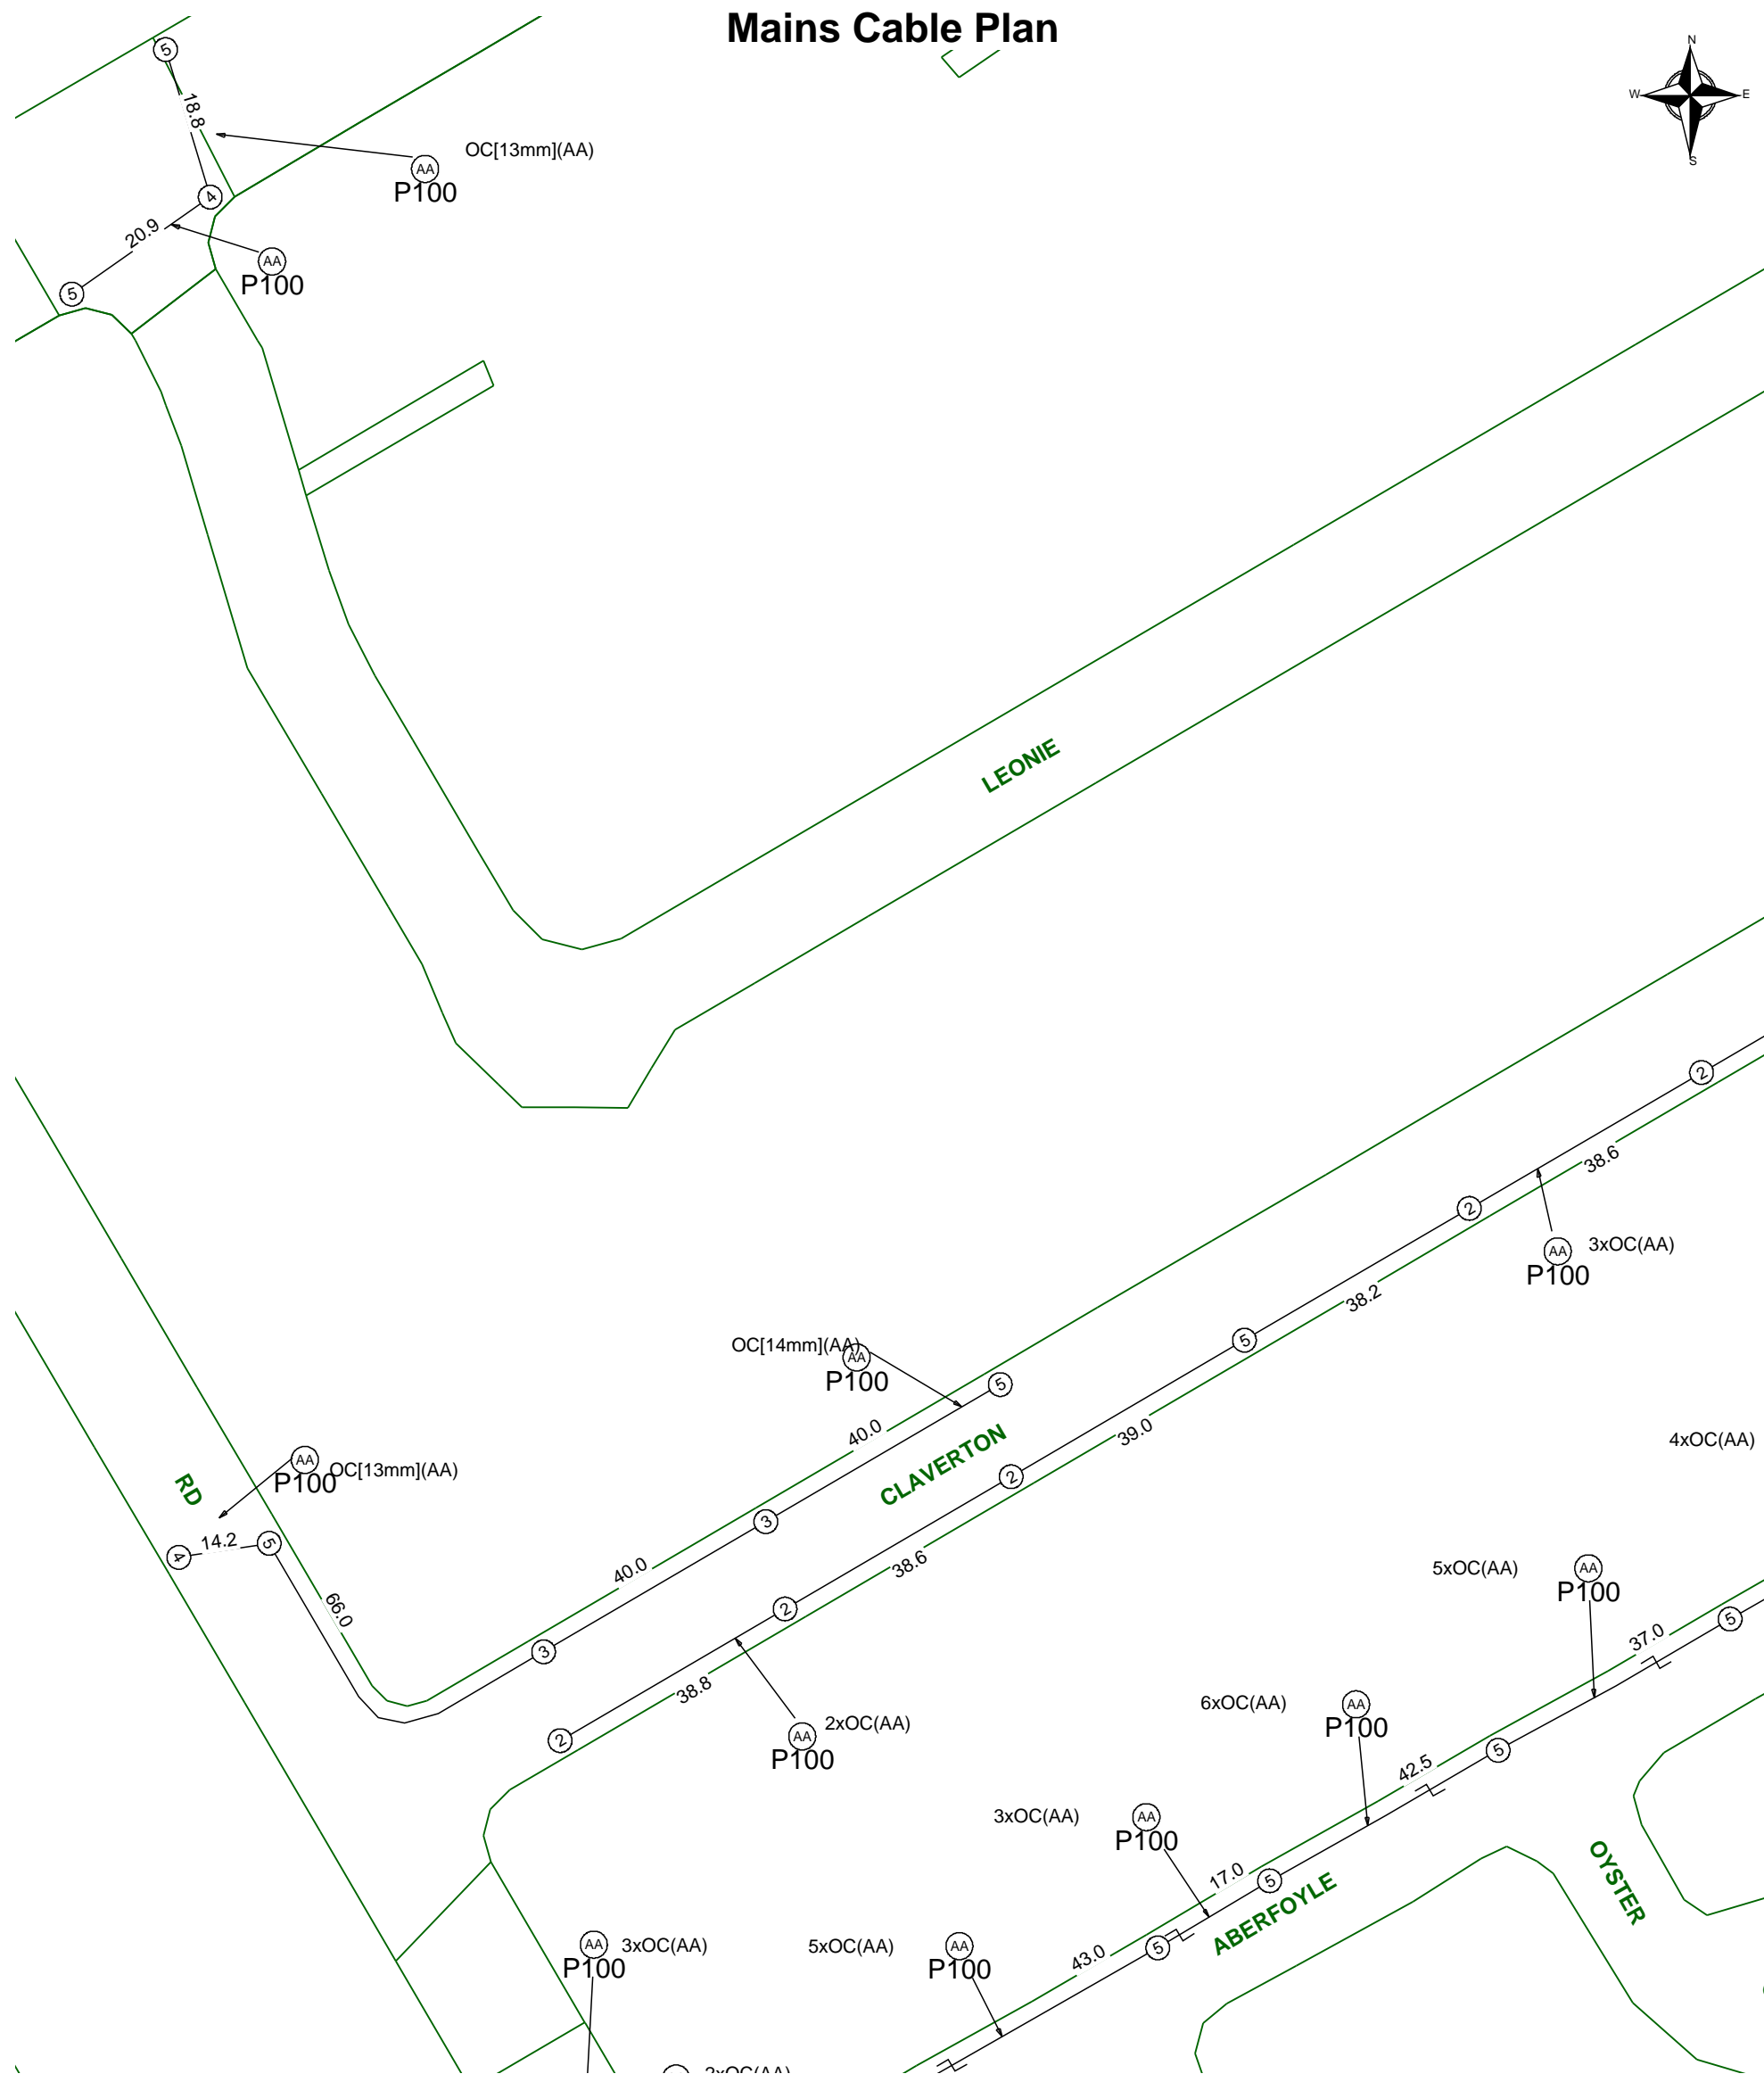 Mains Cable Plan
N
W
E
S
5
18.8
OC[13mm](AA)
AA
P100
4
20.9
AA
P100
5
LEONIE
2
38.6
2
3xOC(AA)
AA
P100
38.2
5
OC[14mm](AA)
AA
P100
5
40.0
39.0
CLAVERTON
4xOC(AA)
AA
P100
OC[13mm](AA)
RD
2
3
14.2
5
4
40.0
38.6
5xOC(AA)
AA
P100
66.0
2
5
37.0
3
38.8
6xOC(AA)
AA
P100
2xOC(AA)
AA
P100
2
5
42.5
3xOC(AA)
AA
P100
17.0
5
OYSTER
ABERFOYLE
AA
3xOC(AA)
P100
5xOC(AA)
AA
P100
43.0
5